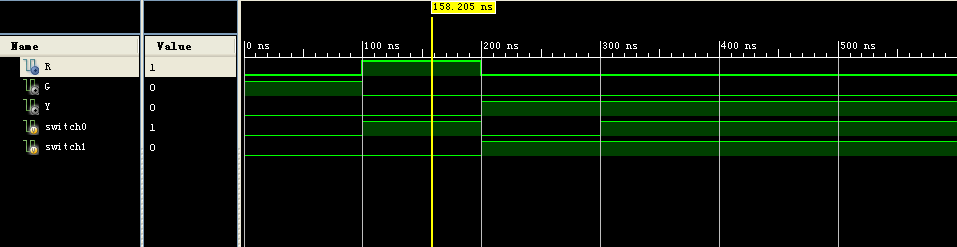 158.205 ns
Name Value 0 ns 100 ns 200 ns 300 ns 400 ns 500 ns
R 1
G 0
Y 0
switch0 1
switch1 0